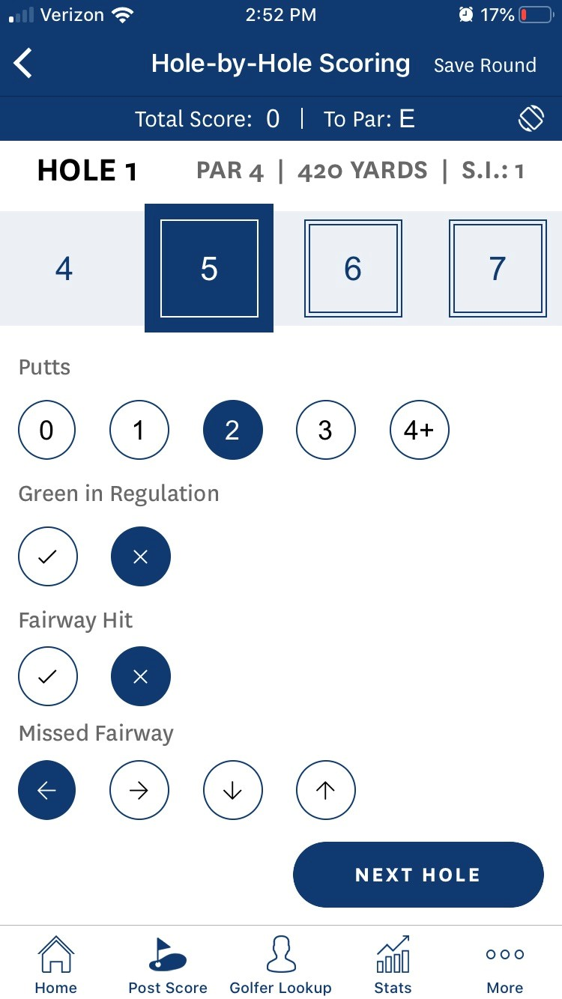 Verizon 2:52 PM 17%
Hole-by-Hole Scoring Save Round
Total Score: 0 | To Par: E
HOLE 1 PAR 4 | 420 YARDS | S.I.: 1
4 5 6 7
Putts
0 1 2 3 4+
Green in Regulation
Fairway Hit
Missed Fairway
NEXT HOLE
Home Post Score Golfer Lookup Stats More